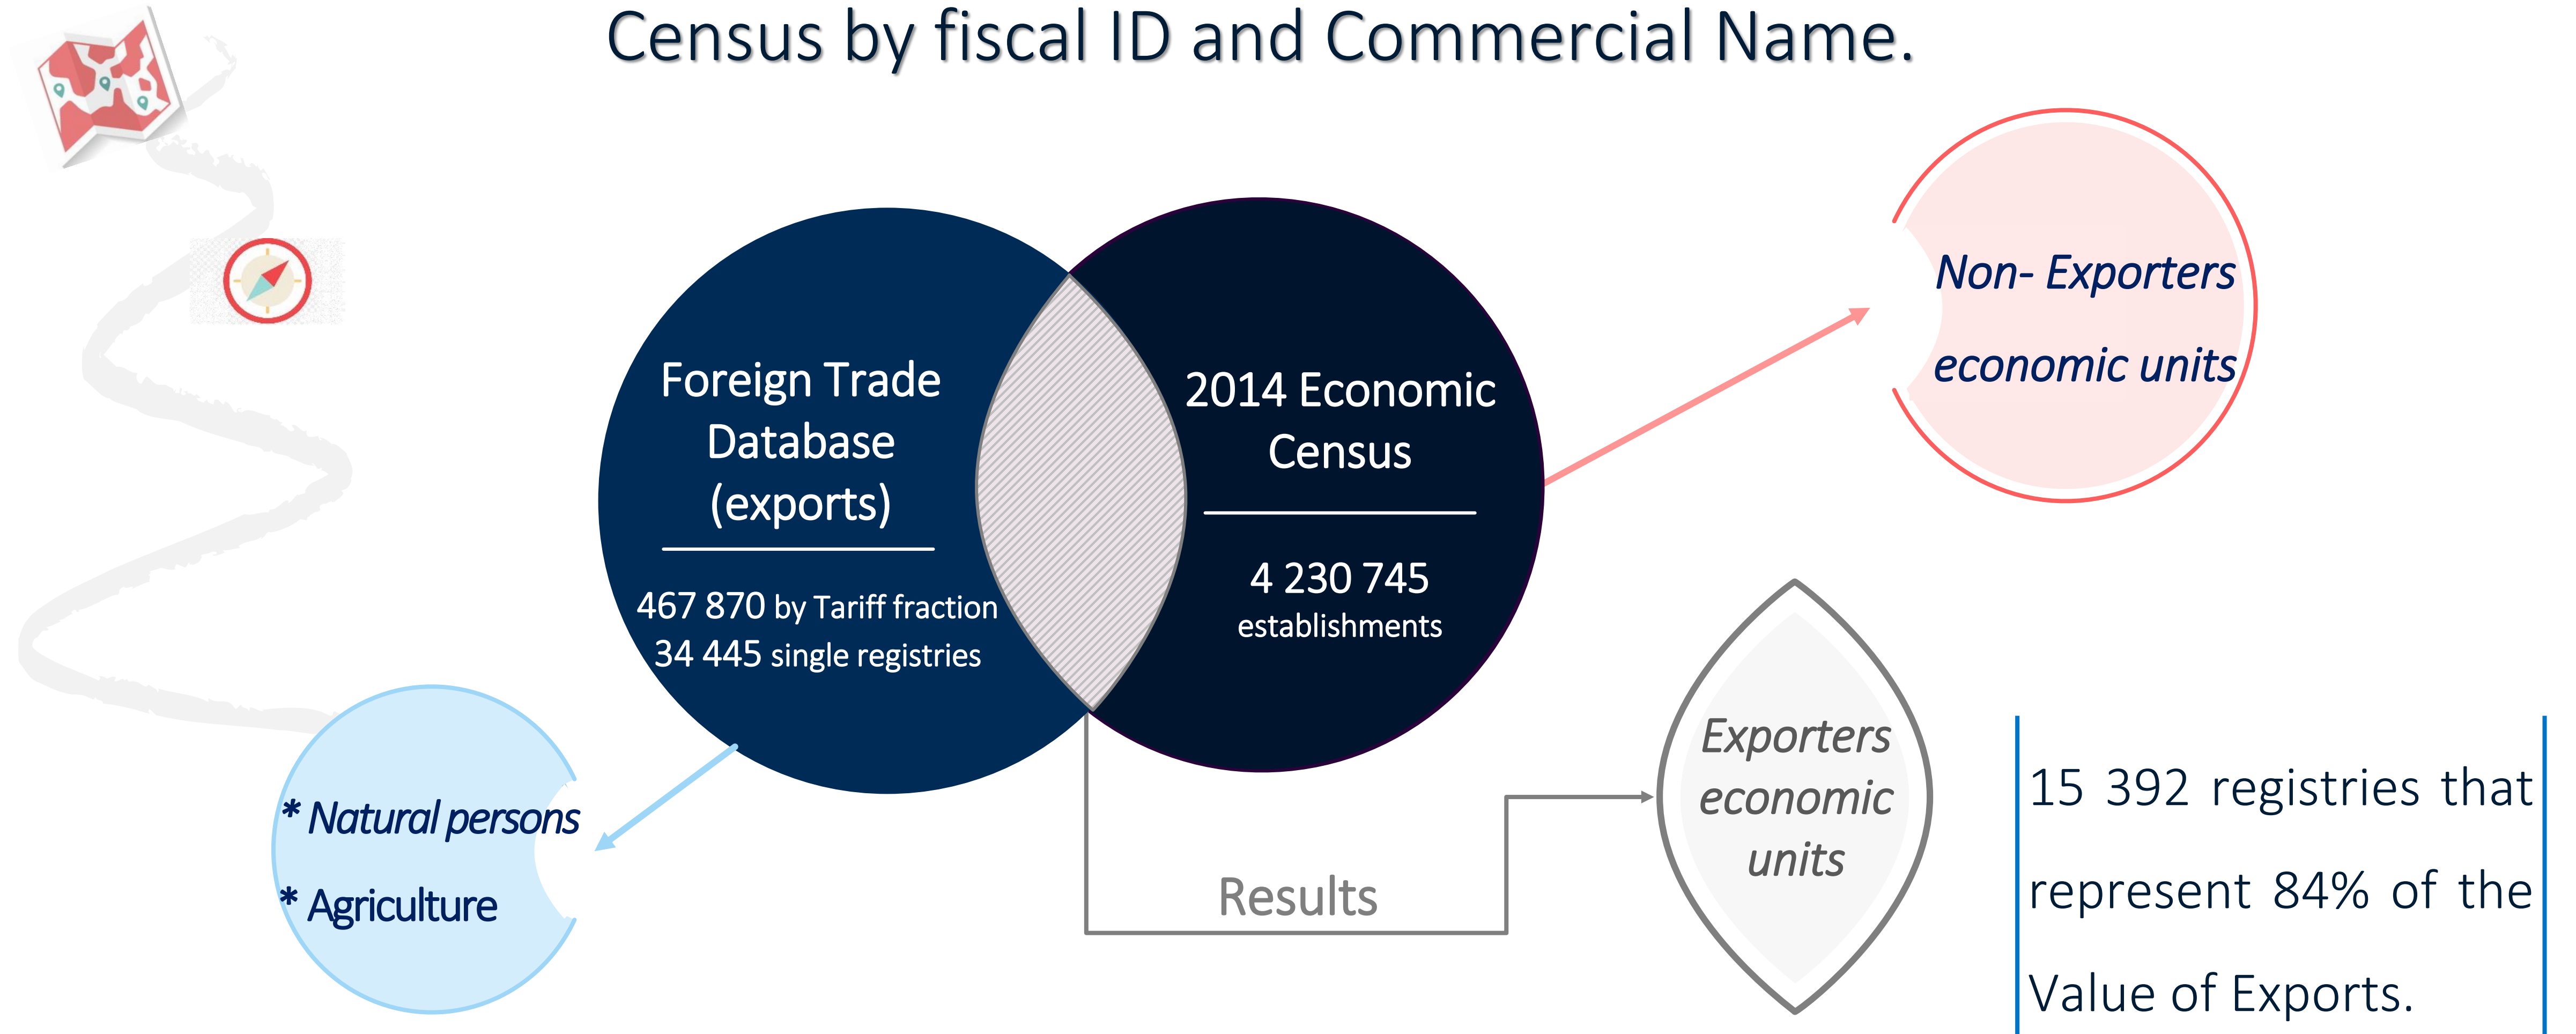 Census by fiscal ID and Commercial Name.
Foreign Trade
Database
(exports)
467 870 by Tariff fraction
34 445 single registries
2014 Economic
Census
4 230 745
establishments
Non- Exporters
economic units
* Natural persons
* Agriculture
Results
Exporters
economic
units
15 392 registries that
represent 84% of the
Value of Exports.